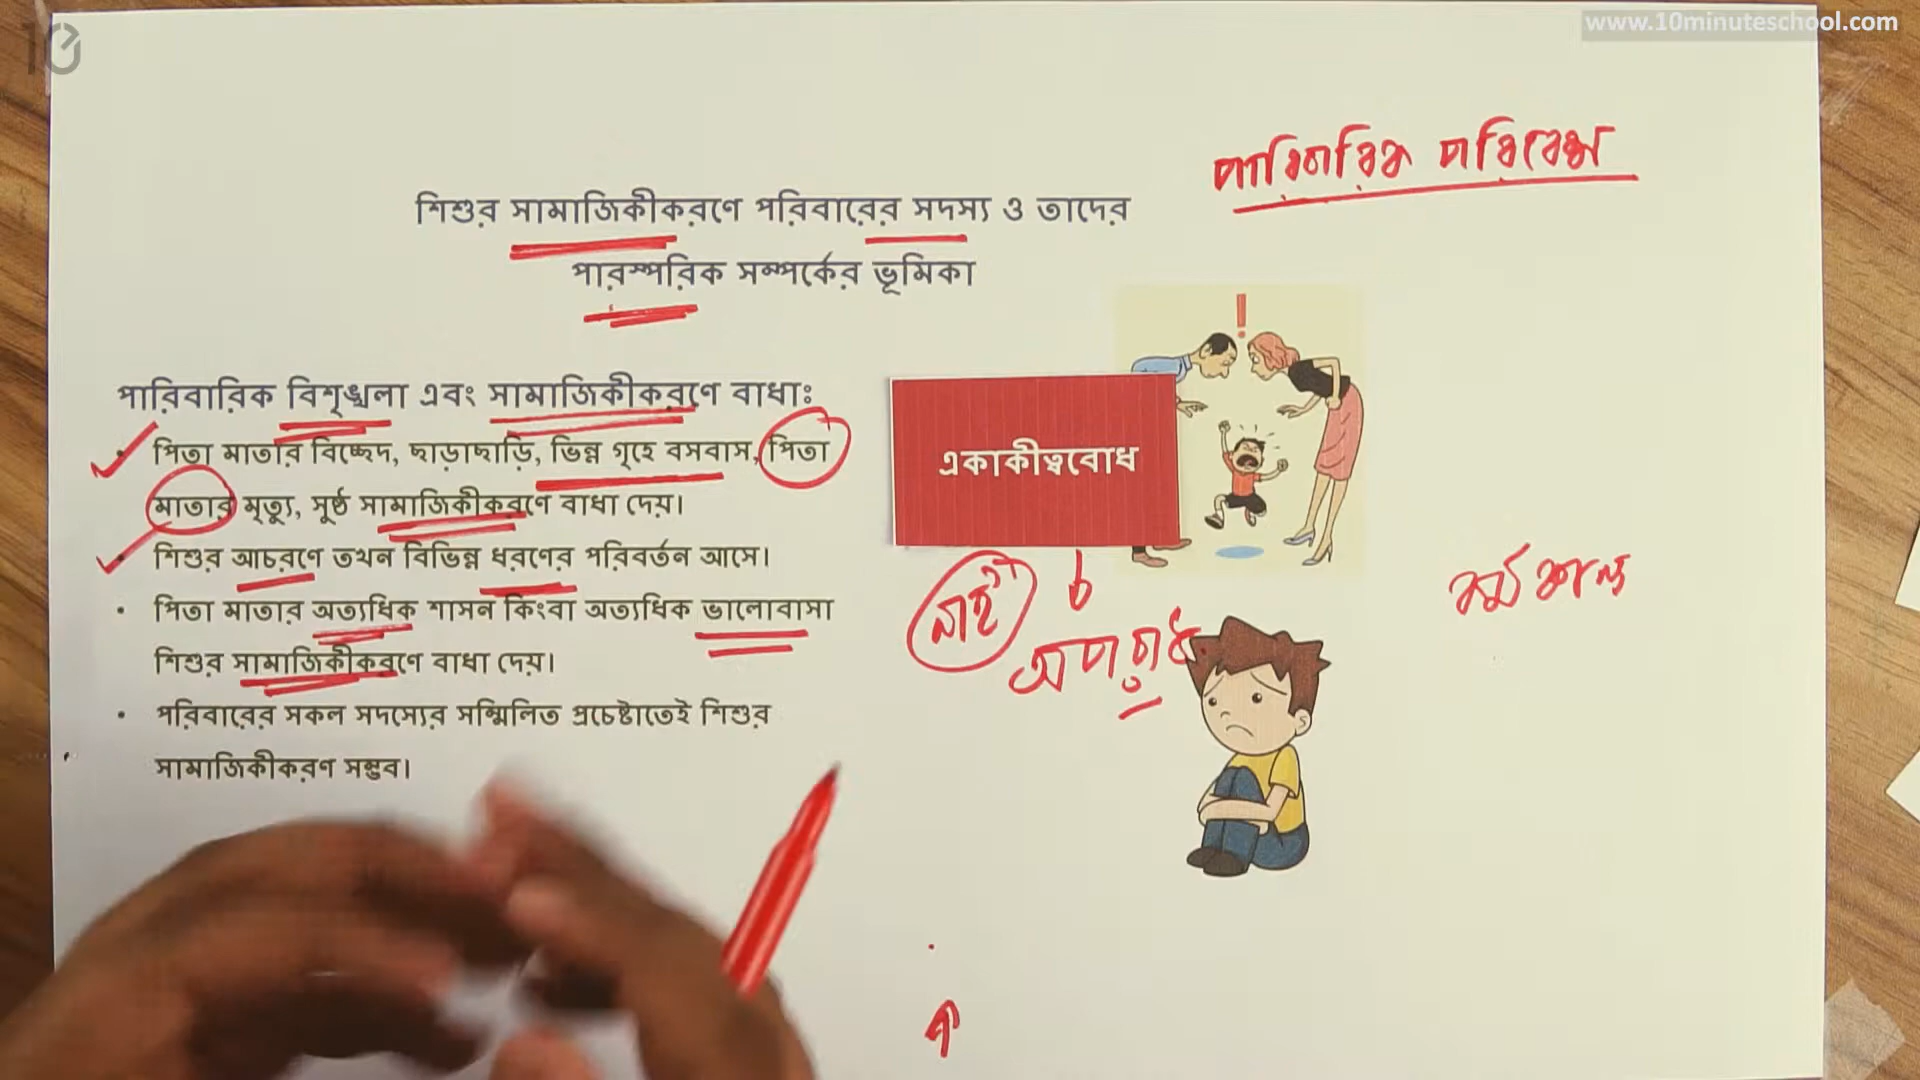 10
www.10minuteschool.com
পারিবারিক পরিবেশ
শিশুর সামাজিকীকরণে পরিবারের সদস্য ও তাদের
পারস্পরিক সম্পর্কের ভূমিকা
পারিবারিক বিশৃঙ্খলা এবং সামাজিকীকরণে বাধাঃ
পিতা মাতার বিচ্ছেদ, ছাড়াছাড়ি, ভিন্ন গৃহে বসবাস, পিতা
মাতার মৃত্যু, সুষ্ঠ সামাজিকীকরণে বাধা দেয়।
• শিশুর আচরণে তখন বিভিন্ন ধরণের পরিবর্তন আসে।
• পিতা মাতার অত্যধিক শাসন কিংবা অত্যধিক ভালোবাসা
শিশুর সামাজিকীকরণে বাধা দেয়।
• পরিবারের সকল সদস্যের সম্মিলিত প্রচেষ্টাতেই শিশুর
সামাজিকীকরণ সম্ভব।
একাকীত্ববোধ
নাই
অপরাধ